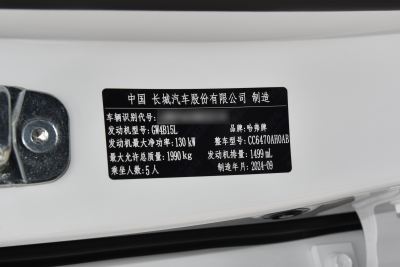 中国 长城汽车股份有限公司 制造
车辆识别代号:
发动机型号: GW4B15L 品牌: 哈弗牌
发动机最大净功率: 130 kW 整车型号: CC6470AH0AB
最大允许总质量: 1990 kg 发动机排量: 1499 mL
乘坐人数: 5 人 制造年月: 2024-09